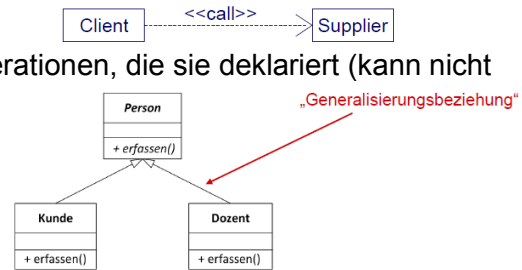 <<call>>
Client
Supplier
erationen, die sie deklariert (kann nicht
„Generalisierungsbeziehung“
Person
+ erfassen()
Kunde
Dozent
+ erfassen()
+ erfassen()